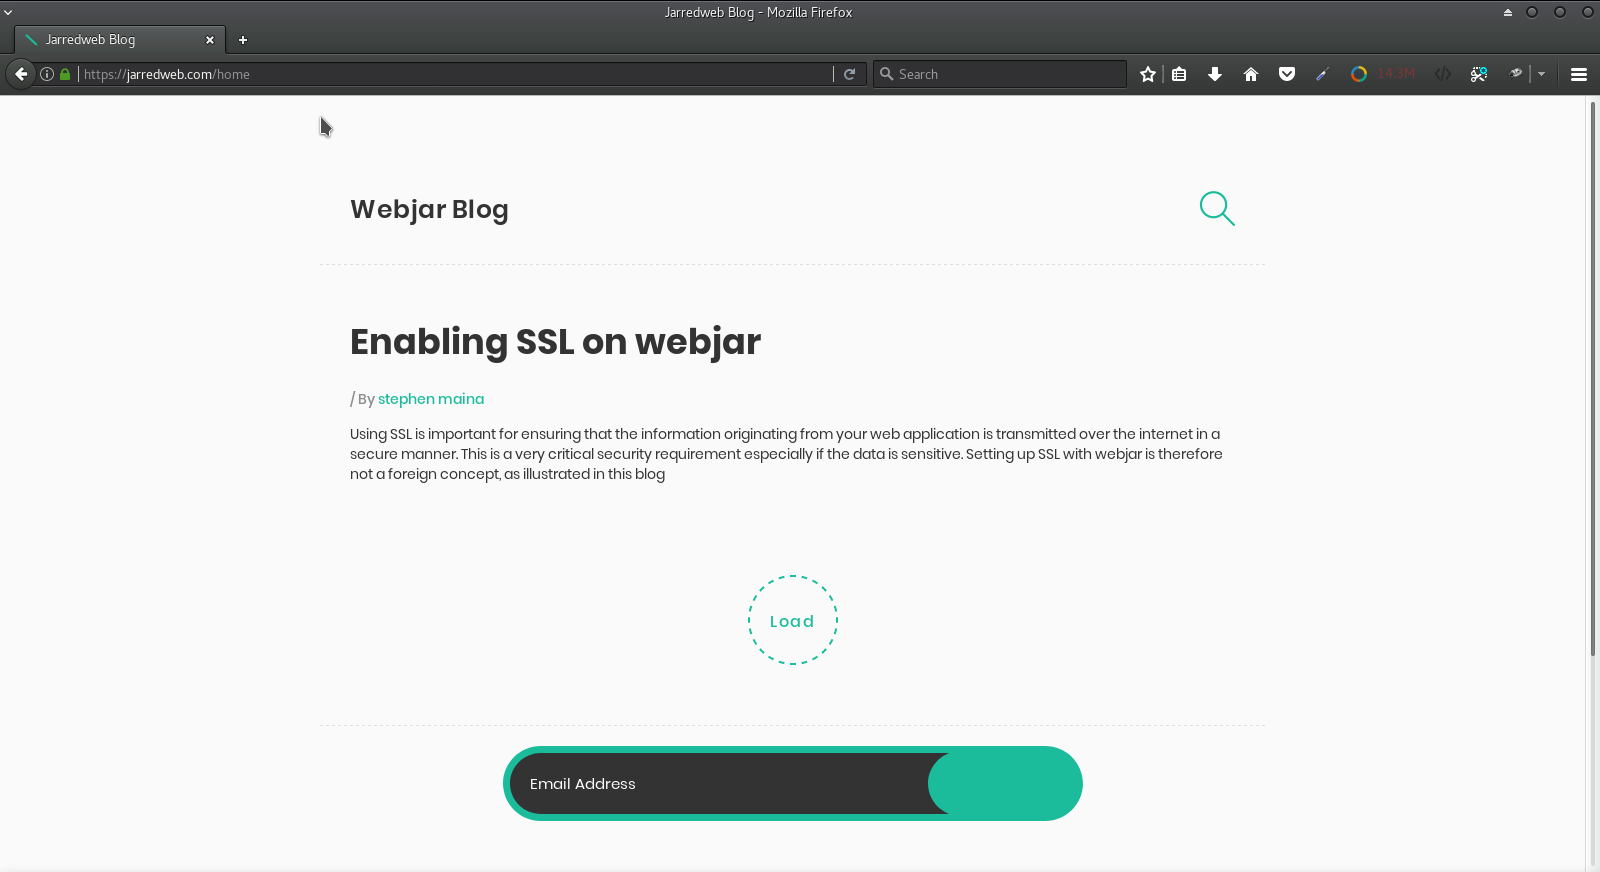 Jarredweb Blog - Mozilla Firefox
Jarredweb Blog
https://jarredweb.com/home
Search
14.3M
Webjar Blog
Enabling SSL on webjar
/ By stephen maina
Using SSL is important for ensuring that the information originating from your web application is transmitted over the internet in a
secure manner. This is a very critical security requirement especially if the data is sensitive. Setting up SSL with webjar is therefore
not a foreign concept, as illustrated in this blog
Load
Email Address